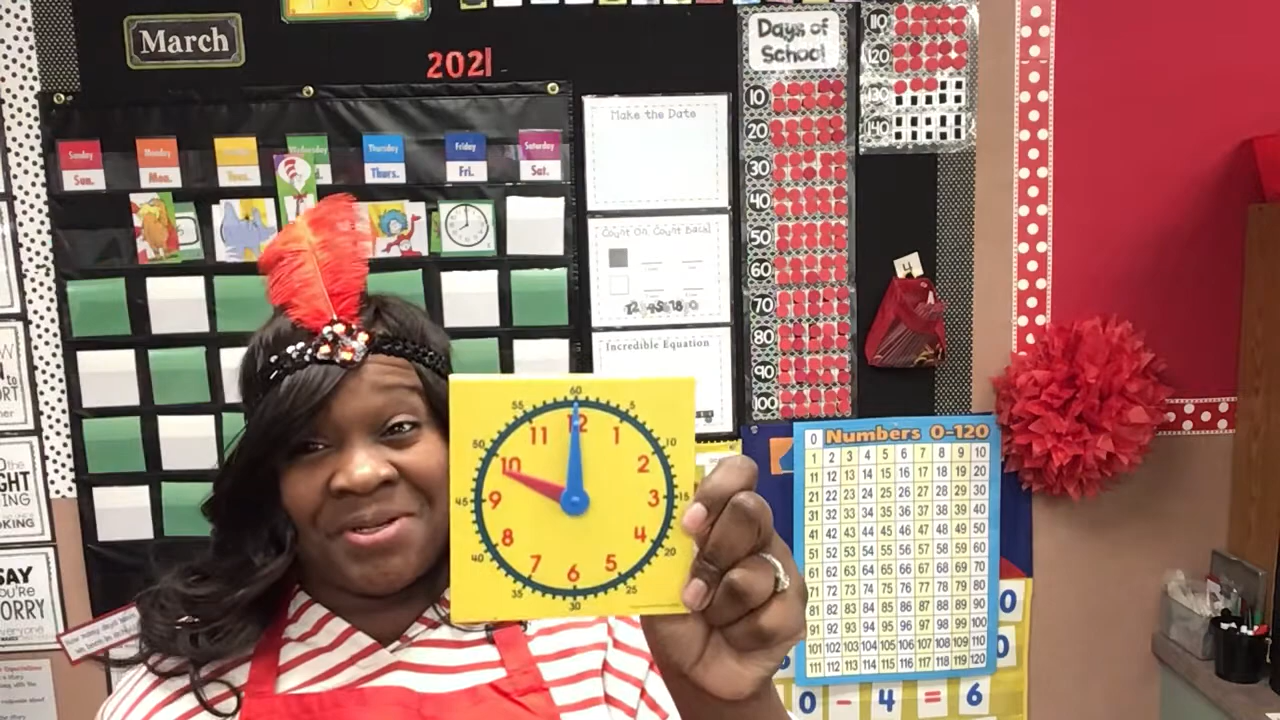 March
2021
Days of
School
110
120
130
140
10
20
30
40
50
60
70
80
90
100
Sunday
Sun.
Monday
Mon.
Thursday
Thurs.
Friday
Fri.
Saturday
Sat.
Make the Date
Count On, Count Back!
Incredible Equation
4
60
55 5
50 10
45 15
40 20
35 25
30
12
11 1
10 2
9 3
8 4
7 5
6
0 Numbers 0-120
1 2 3 4 5 6 7 8 9 10
11 12 13 14 15 16 17 18 19 20
21 22 23 24 25 26 27 28 29 30
31 32 33 34 35 36 37 38 39 40
41 42 43 44 45 46 47 48 49 50
51 52 53 54 55 56 57 58 59 60
61 62 63 64 65 66 67 68 69 70
71 72 73 74 75 76 77 78 79 80
81 82 83 84 85 86 87 88 89 90
91 92 93 94 95 96 97 98 99 100
101 102 103 104 105 106 107 108 109 110
111 112 113 114 115 116 117 118 119 120
0
0
0 - 4 = 6
to
SAY